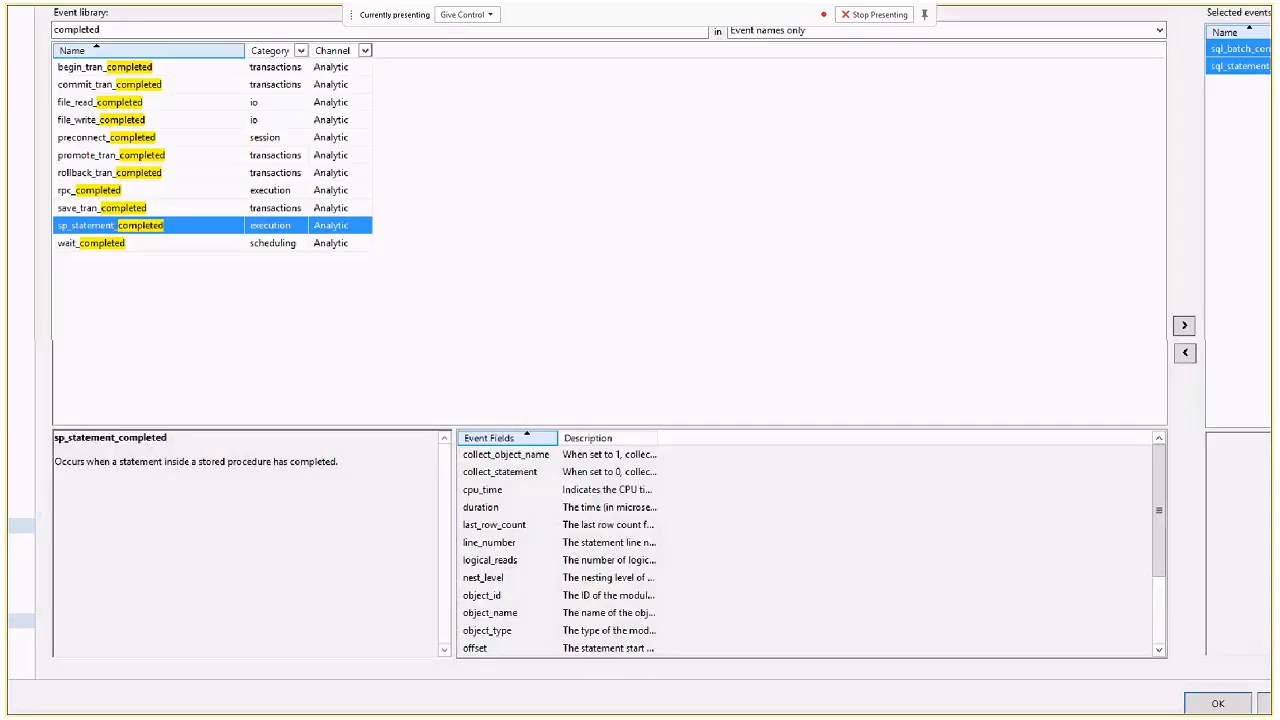 Event library:
Currently presenting
Give Control
Stop Presenting
Selected events
completed
in
Event names only
Name
Name
Category
Channel
sql_batch_co
sql_statement
begin_tran_completed transactions Analytic
commit_tran_completed transactions Analytic
file_read_completed io Analytic
file_write_completed io Analytic
preconnect_completed session Analytic
promote_tran_completed transactions Analytic
rollback_tran_completed transactions Analytic
rpc_completed execution Analytic
save_tran_completed transactions Analytic
sp_statement_completed execution Analytic
wait_completed scheduling Analytic
sp_statement_completed
Occurs when a statement inside a stored procedure has completed.
Event Fields Description
collect_object_name When set to 1, collec...
collect_statement When set to 0, collec...
cpu_time Indicates the CPU ti...
duration The time (in microse...
last_row_count The last row count f...
line_number The statement line n...
logical_reads The number of logic...
nest_level The nesting level of ...
object_id The ID of the modul...
object_name The name of the obj...
object_type The type of the mod...
offset The statement start ...
OK